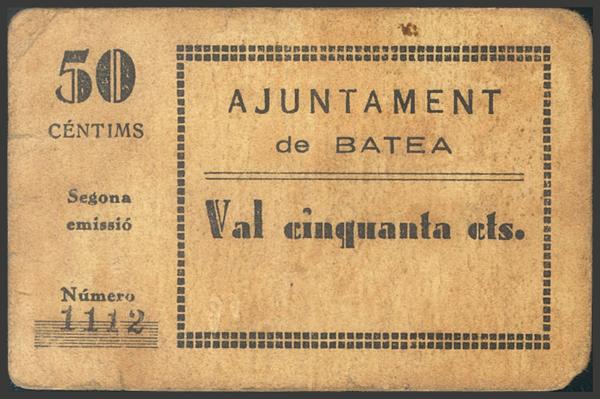 50
CÉNTIMS
Segona
emissió
Número
1112
AJUNTAMENT
de BATEA
Val cinquanta cts.